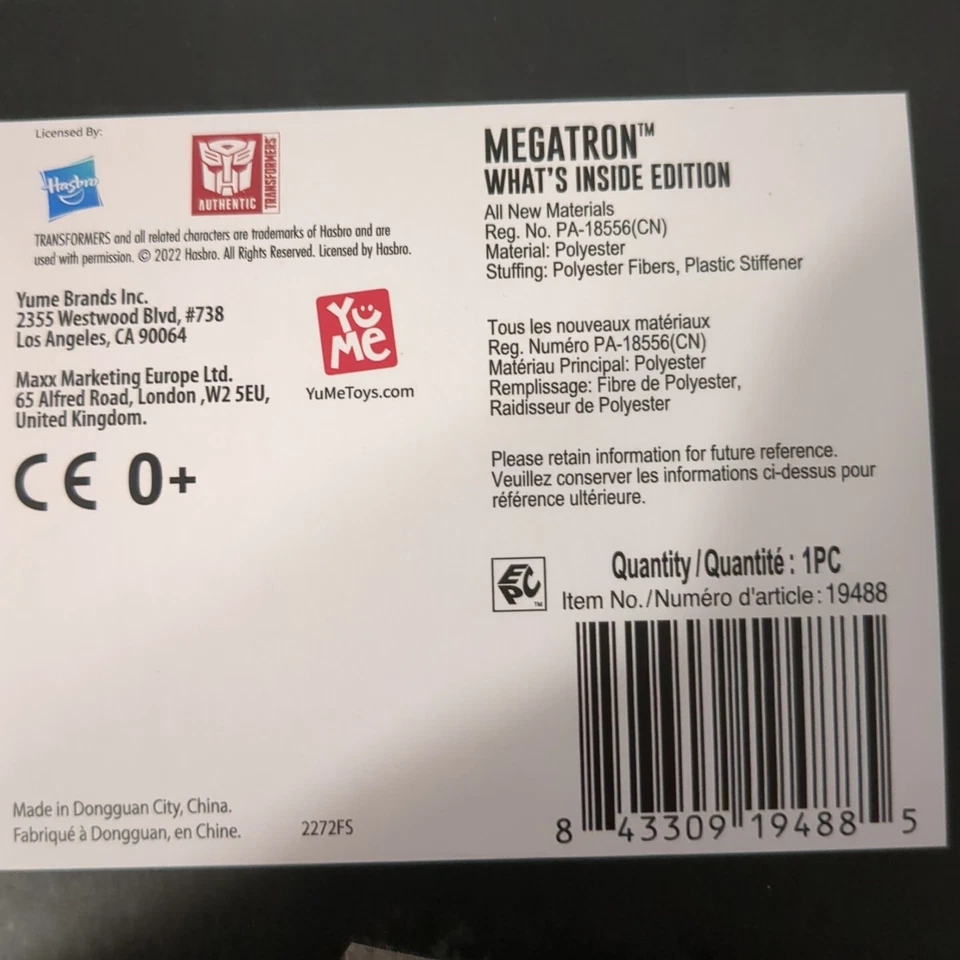 Licensed By:
Hasbro
AUTHENTIC
TRANSFORMERS
TRANSFORMERS and all related characters are trademarks of Hasbro and are
used with permission. © 2022 Hasbro. All Rights Reserved. Licensed by Hasbro.
Yume Brands Inc.
2355 Westwood Blvd, #738
Los Angeles, CA 90064
YuMe
YuMeToys.com
Maxx Marketing Europe Ltd.
65 Alfred Road, London ,W2 5EU,
United Kingdom.
CE 0+
Made in Dongguan City, China.
Fabriqué à Dongguan, en Chine.
2272FS
MEGATRON™
WHAT'S INSIDE EDITION
All New Materials
Reg. No. PA-18556(CN)
Material: Polyester
Stuffing: Polyester Fibers, Plastic Stiffener
Tous les nouveaux matériaux
Reg. Numéro PA-18556(CN)
Matériau Principal: Polyester
Remplissage: Fibre de Polyester,
Raidisseur de Polyester
Please retain information for future reference.
Veuillez conserver les informations ci-dessus pour
référence ultérieure.
EPC™
Quantity/Quantité : 1PC
Item No./Numéro d'article:19488
8 43309 19488 5